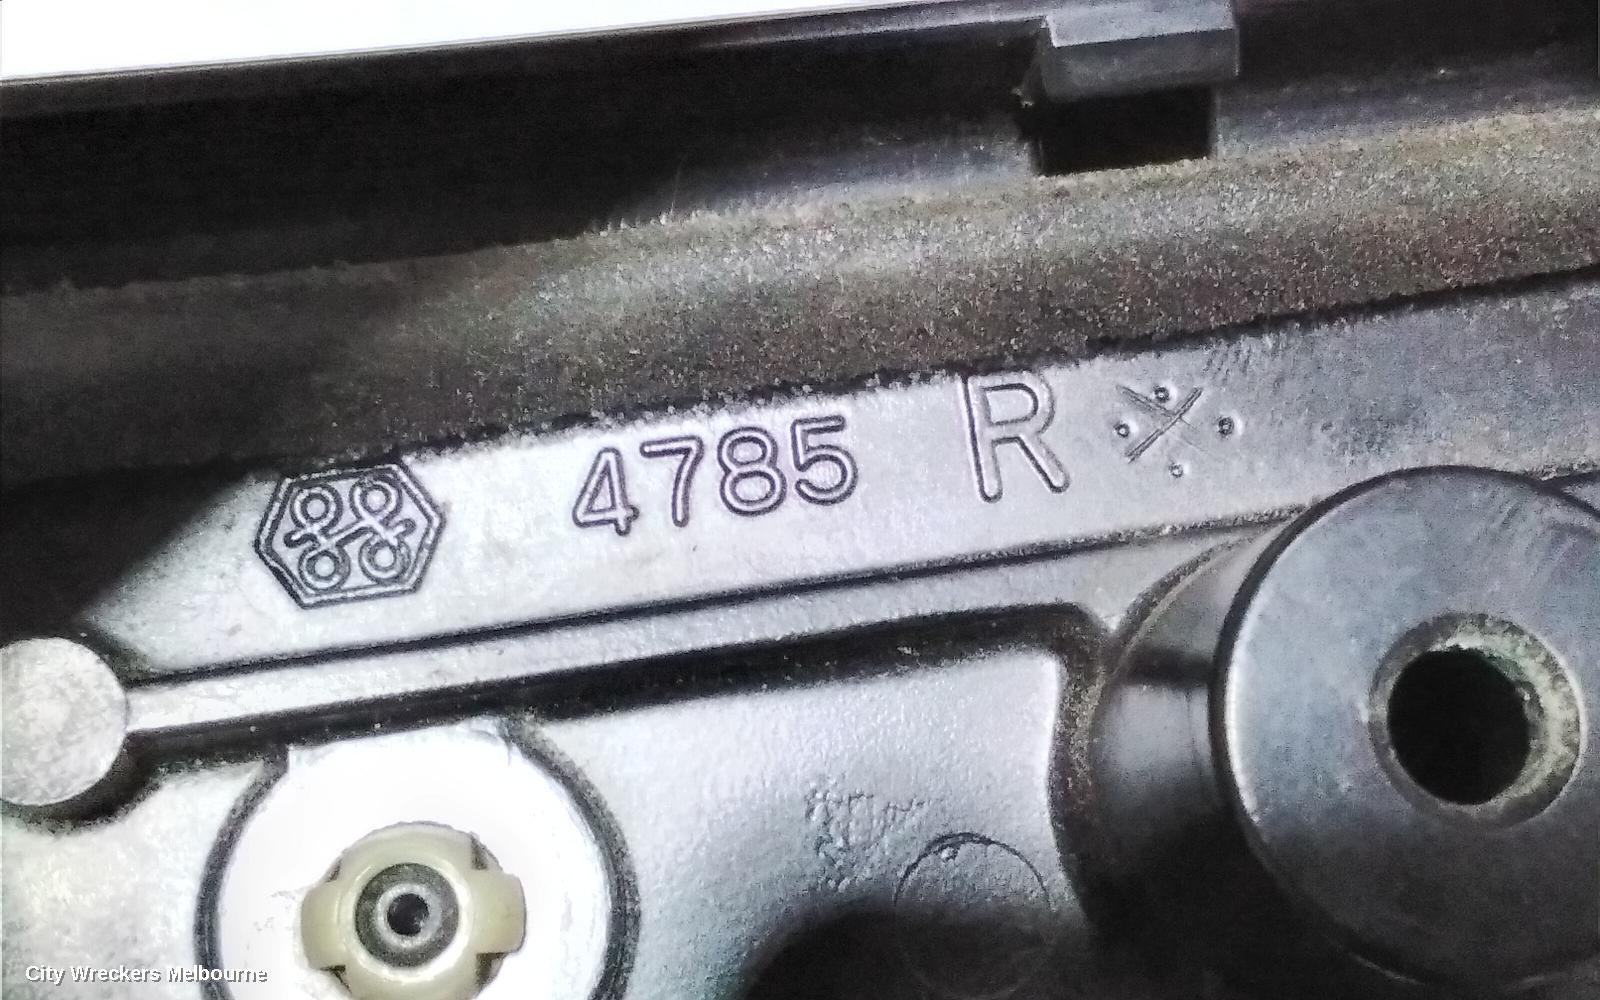 4785 R ※
City Wreckers Melbourne